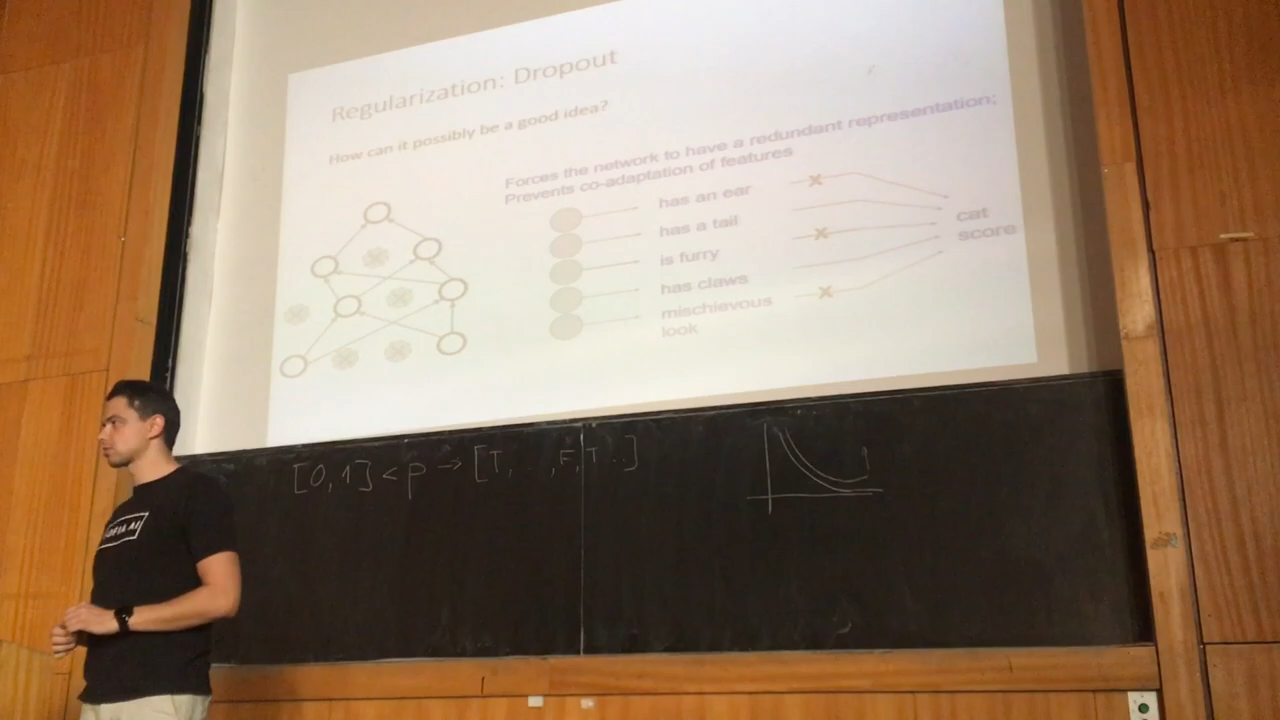 Regularization: Dropout
How can it possibly be a good idea?
Forces the network to have a redundant representation;
Prevents co-adaptation of features
has an ear
has a tail
is furry
has claws
mischievous
look
cat
score
[0,1] < p → [T, . . , F, T . . ]